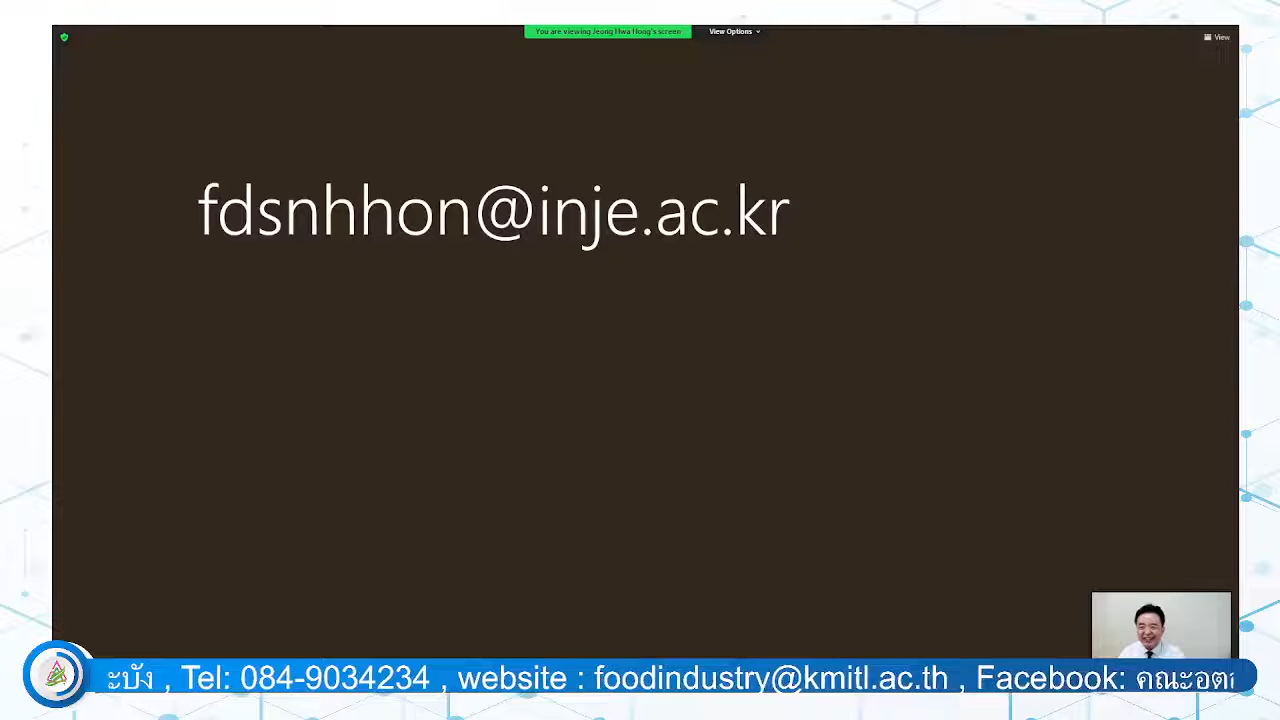 You are viewing Jeong Hwa Hong's screen
View Options
View
fdsnhhon@inje.ac.kr
ะบัง , Tel: 084-9034234 , website : foodindustry@kmitl.ac.th , Facebook: คณะอุต